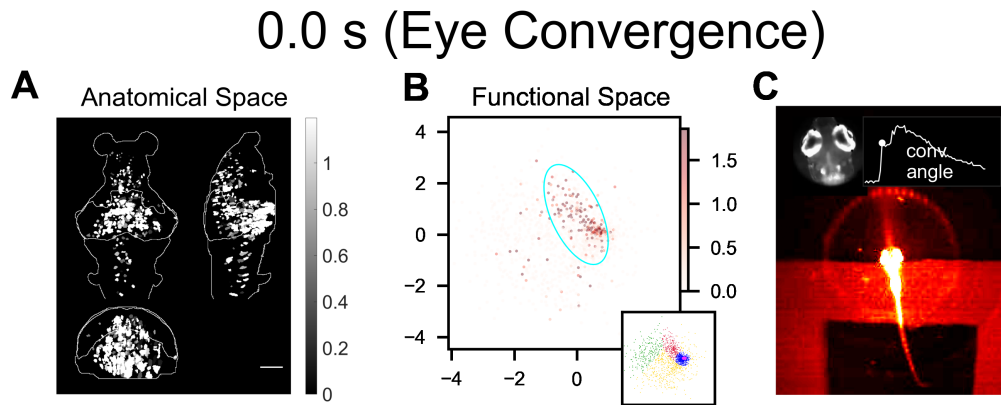 0.0 s (Eye Convergence)
A
Anatomical Space
1
0.8
0.6
0.4
0.2
0
B
Functional Space
4
2
0
−2
−4
−4
−2
0
1.5
1.0
0.5
0.0
C
conv
angle